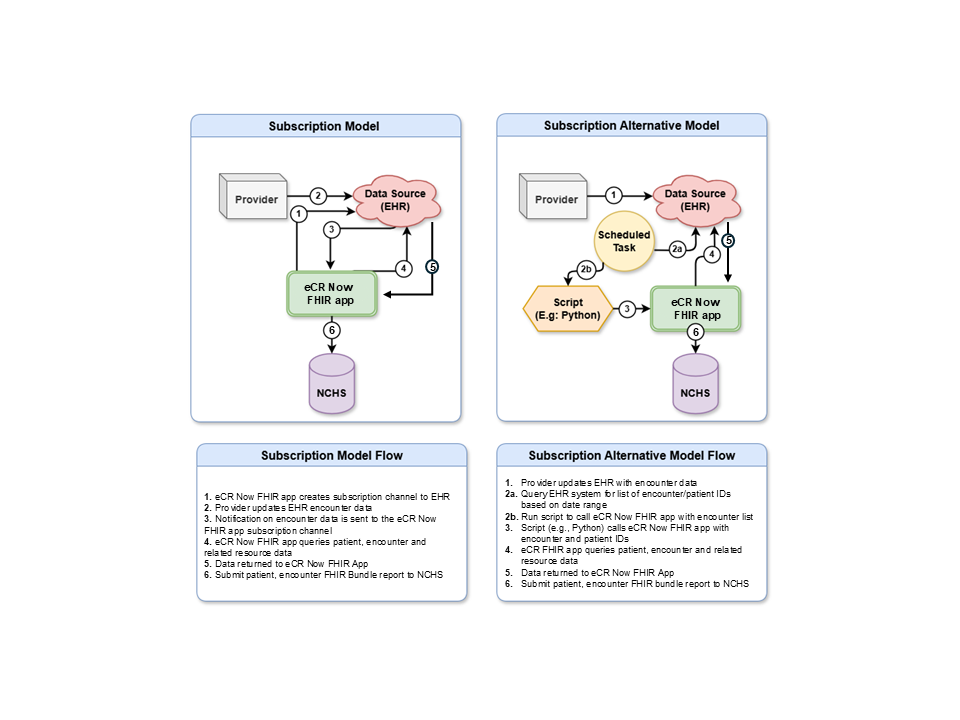 Subscription Model
Provider
2
Data Source
(EHR)
1
3
4
5
eCR Now
FHIR app
6
NCHS
Subscription Alternative Model
Provider
1
Data Source
(EHR)
Scheduled
Task
2a
5
4
2b
Script
(E.g: Python)
3
eCR Now
FHIR app
6
NCHS
Subscription Model Flow
1. eCR Now FHIR app creates subscription channel to EHR
2. Provider updates EHR encounter data
3. Notification on encounter data is sent to the eCR Now
FHIR app subscription channel
4. eCR Now FHIR app queries patient, encounter and
related resource data
5. Data returned to eCR Now FHIR App
6. Submit patient, encounter FHIR Bundle report to NCHS
Subscription Alternative Model Flow
1. Provider updates EHR with encounter data
2a. Query EHR system for list of encounter/patient IDs
based on date range
2b. Run script to call eCR Now FHIR app with encounter list
3. Script (e.g., Python) calls eCR Now FHIR app with
encounter and patient IDs
4. eCR FHIR app queries patient, encounter and related
resource data
5. Data returned to eCR Now FHIR App
6. Submit patient, encounter FHIR bundle report to NCHS